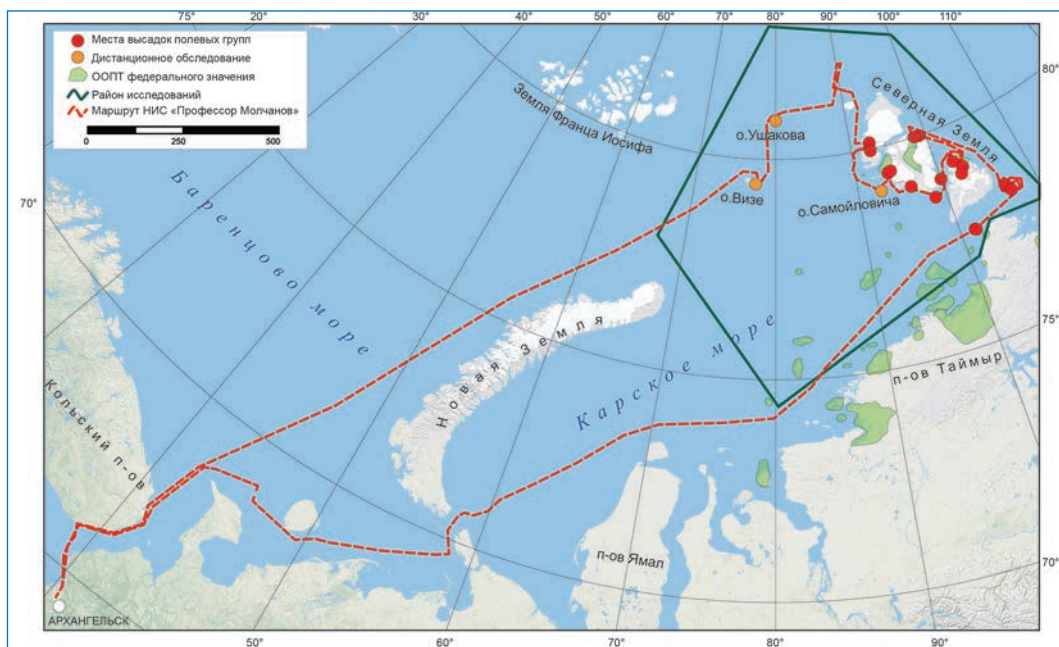 75° 20° 30° 40° 50° 60° 70° 80° 90° 100° 110°
Места высадок полевых групп
Дистанционное обследование
ООПТ федерального значения
Район исследований
Маршрут НИС «Профессор Молчанов»
0 250 500
80°
Земля Франца Иосифа
Северная Земля
о.Ушакова
о.Визе
о.Самойловича
70°
Баренцово море
75°
Новая Земля
Карское море
п-ов Таймыр
Кольский п-ов
п-ов Ямал
70°
АРХАНГЕЛЬСК
50° 60° 70° 80° 90°